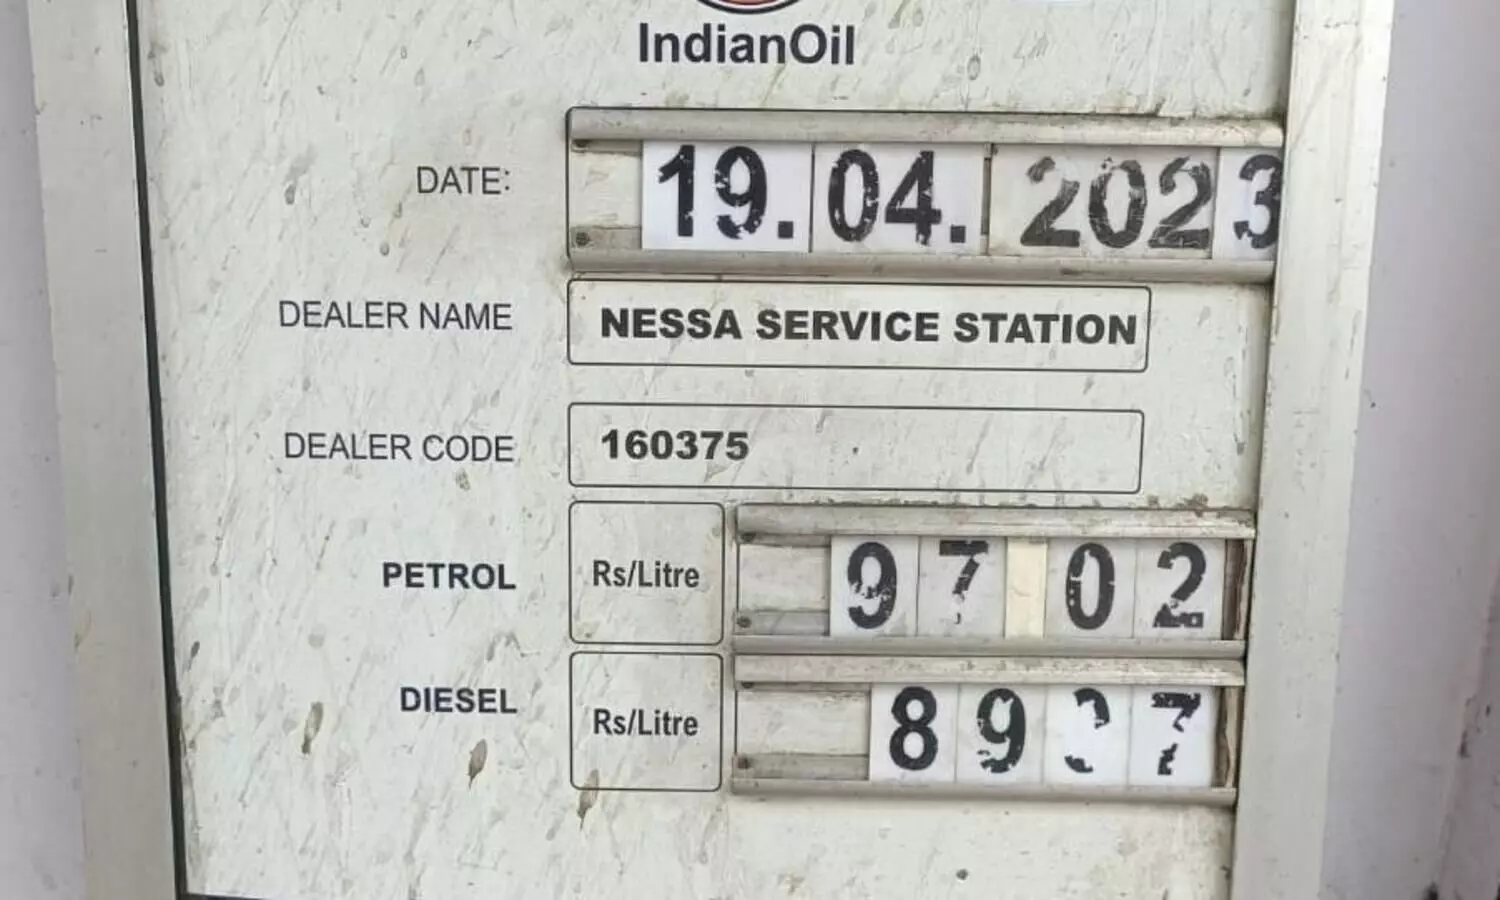 IndianOil
DATE: 19.04.2023
DEALER NAME NESSA SERVICE STATION
DEALER CODE 160375
PETROL Rs/Litre 97 02
DIESEL Rs/Litre